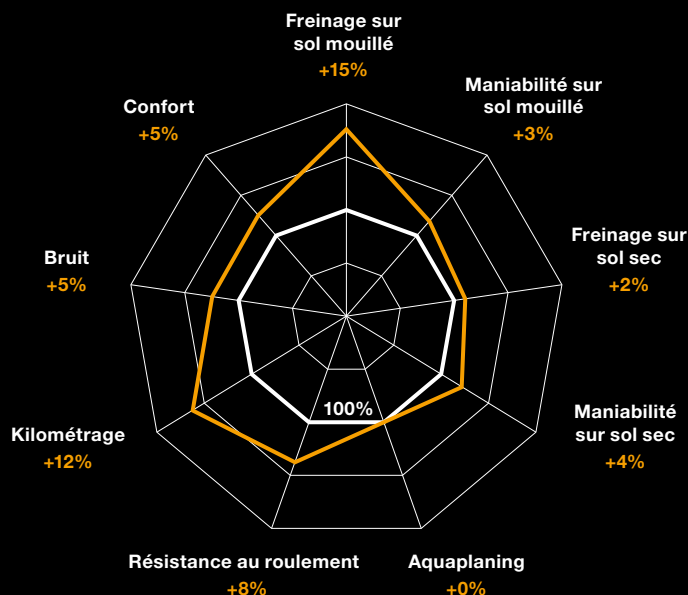 Freinage sur
sol mouillé
+15%
Maniabilité sur
sol mouillé
+3%
Freinage sur
sol sec
+2%
Maniabilité
sur sol sec
+4%
Aquaplaning
+0%
Résistance au roulement
+8%
Kilométrage
+12%
Bruit
+5%
Confort
+5%
100%